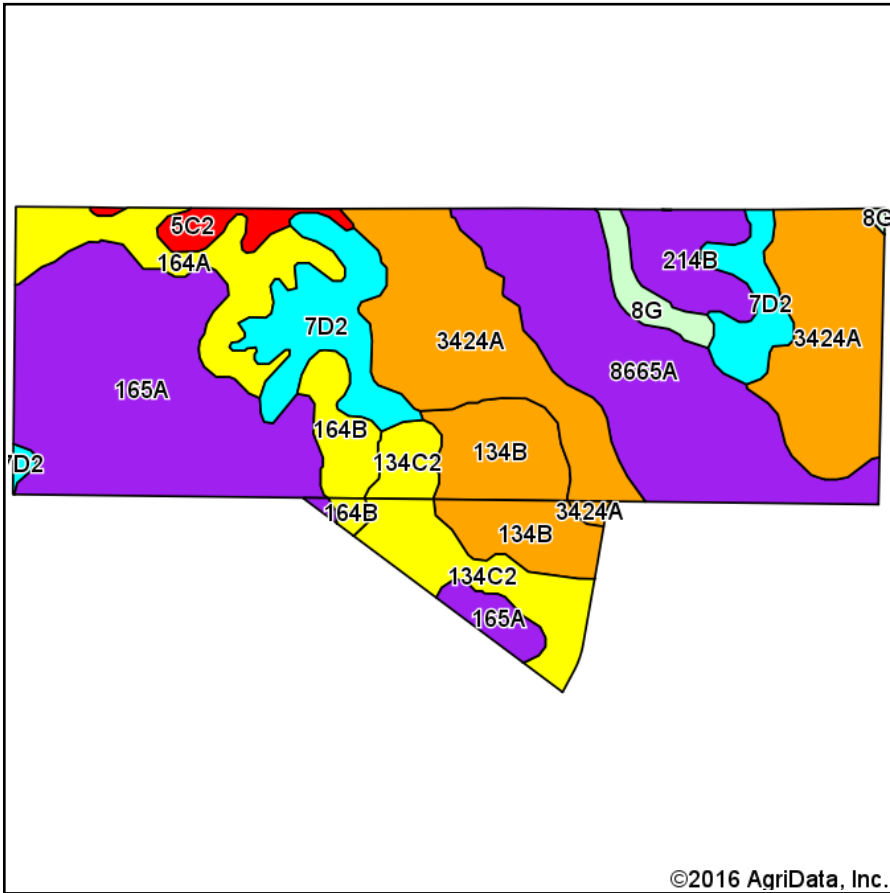 8G
5C2
164A
214B
7D2
8G
7D2
3424A
3424A
8665A
165A
164B
134B
134C2
7D2
164B
3424A
134B
134C2
165A
©2016 AgriData, Inc.